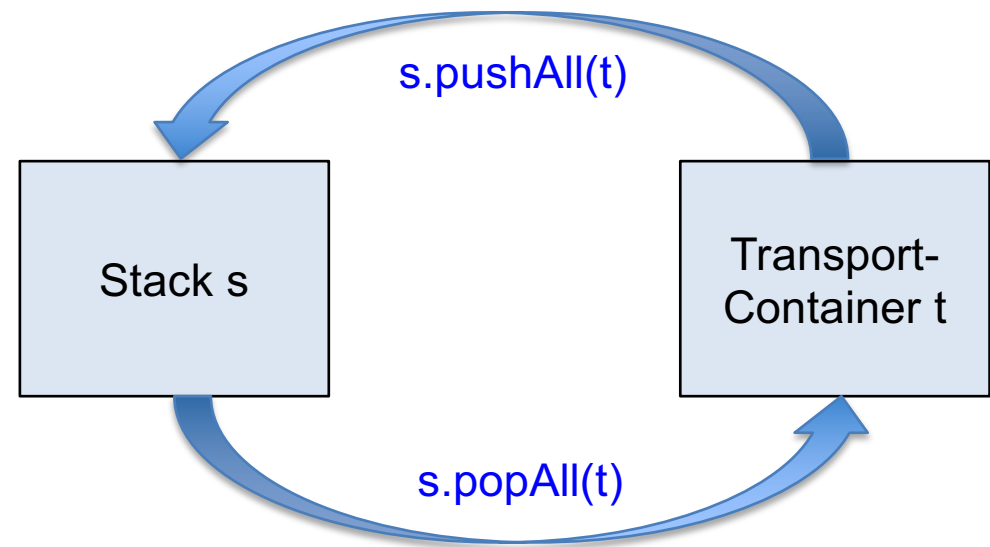 s.pushAll(t)
Stack s
Transport-
Container t
s.popAll(t)